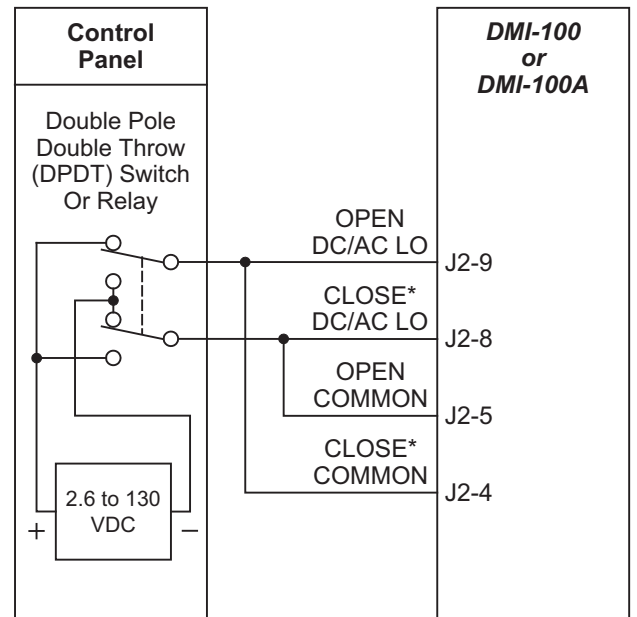 Control
Panel
DMI-100
or
DMI-100A
Double Pole
Double Throw
(DPDT) Switch
Or Relay
OPEN
DC/AC LO
J2-9
CLOSE*
DC/AC LO
J2-8
OPEN
COMMON
J2-5
CLOSE*
COMMON
J2-4
2.6 to 130
VDC
+
−